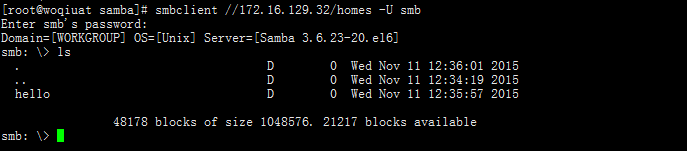 [root@woqiuat samba]# smbclient //172.16.129.32/homes -U smb
Enter smb's password:
Domain=[WORKGROUP] OS=[Unix] Server=[Samba 3.6.23-20.el6]
smb: \> ls
  .                                   D        0  Wed Nov 11 12:36:01 2015
  ..                                  D        0  Wed Nov 11 12:34:19 2015
  hello                               D        0  Wed Nov 11 12:35:57 2015
                48178 blocks of size 1048576. 21217 blocks available
smb: \>